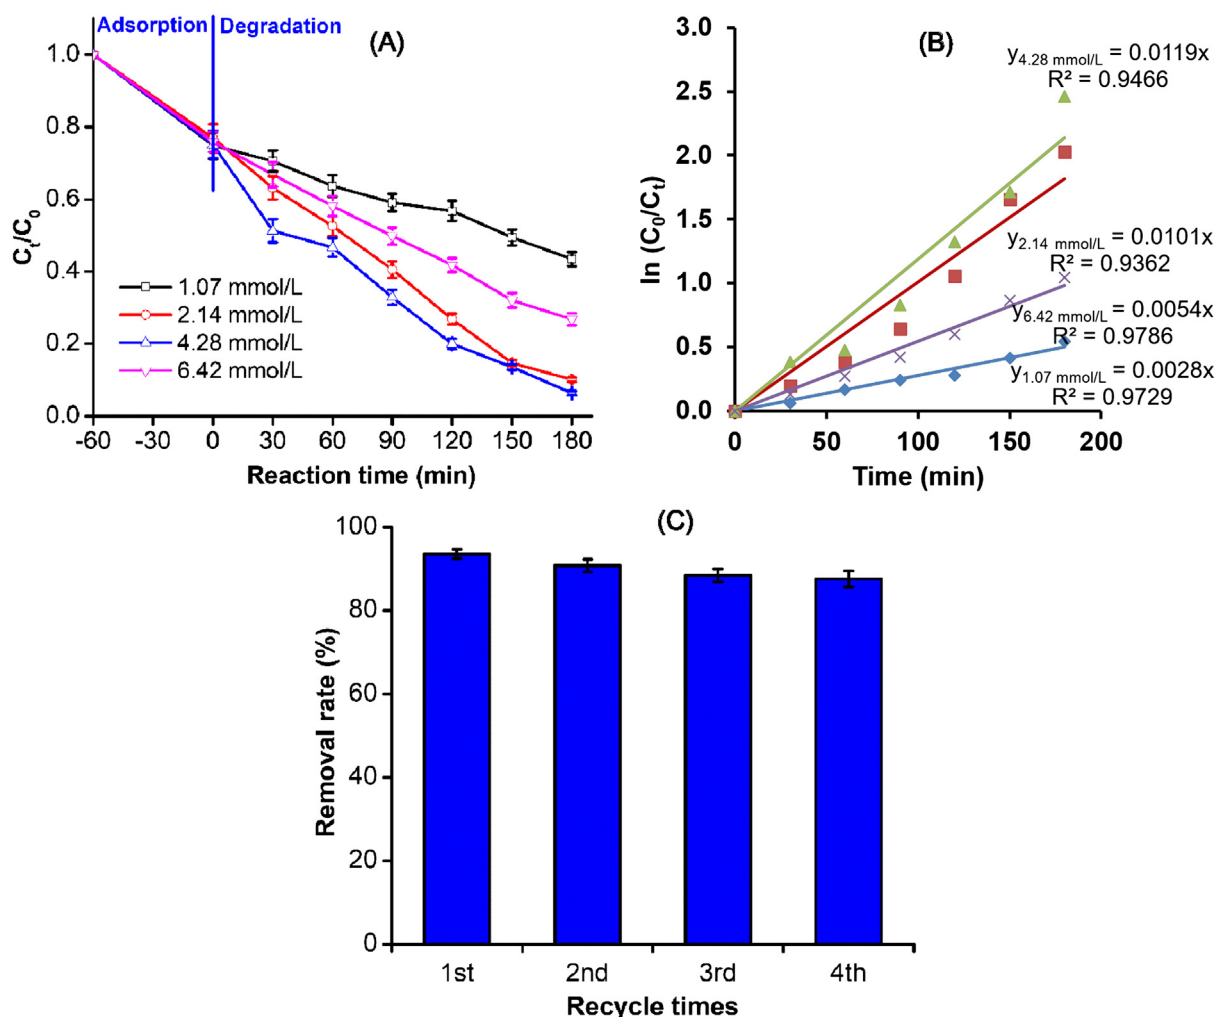 Adsorption Degradation
(A)
1.0
0.8
0.6
0.4
0.2
0.0
Cₜ/C₀
1.07 mmol/L
2.14 mmol/L
4.28 mmol/L
6.42 mmol/L
-60 -30 0 30 60 90 120 150 180
Reaction time (min)
(B)
3.0
2.5
2.0
1.5
1.0
0.5
0.0
ln (C₀/Cₜ)
y4.28 mmol/L = 0.0119x
R² = 0.9466
y2.14 mmol/L = 0.0101x
R² = 0.9362
y6.42 mmol/L = 0.0054x
R² = 0.9786
y1.07 mmol/L = 0.0028x
R² = 0.9729
0 50 100 150 200
Time (min)
(C)
100
80
60
40
20
0
Removal rate (%)
1st 2nd 3rd 4th
Recycle times